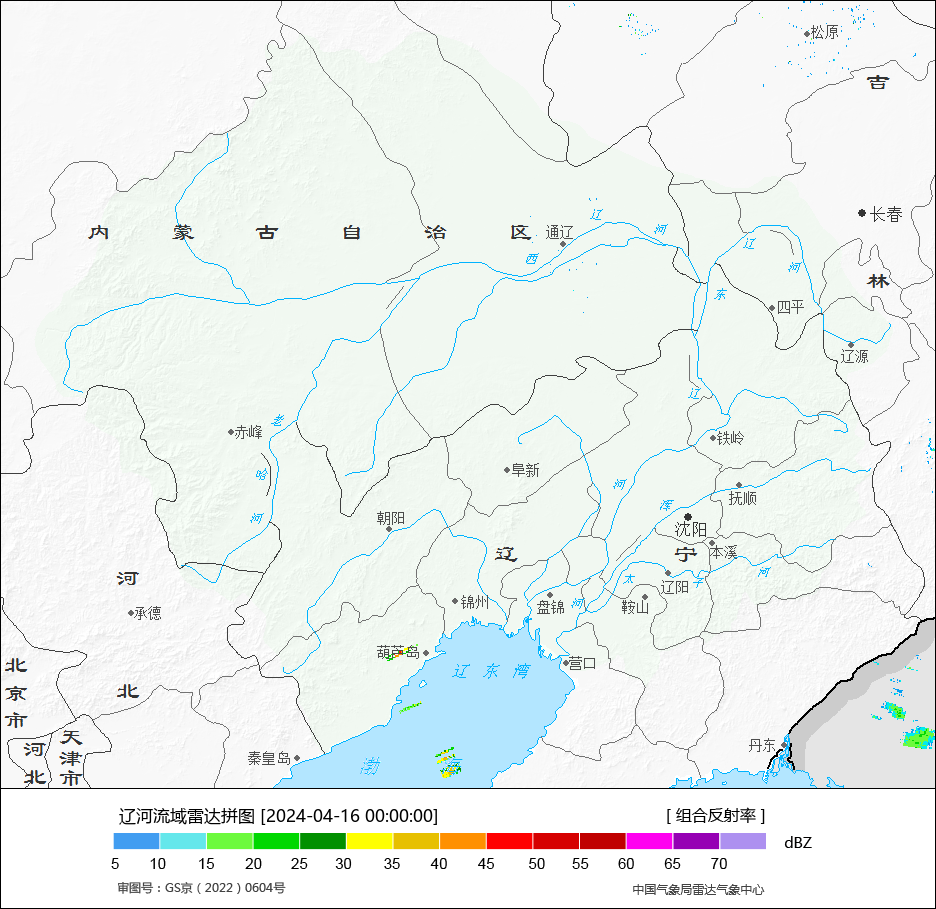 松原
吉
长春
内 蒙 古 自 治 区
通辽
辽
河
西
辽
河
林
东
四平
辽源
辽
老
赤峰
铁岭
哈
阜新
河
抚顺
浑
河
朝阳
沈阳
辽
宁
本溪
太
子
河
辽阳
河
承德
锦州
盘锦
河
鞍山
葫芦岛
营口
辽 东 湾
北
京
市
北
天
津
市
河
北
秦皇岛
渤
海
丹东
辽河流域雷达拼图 [2024-04-16 00:00:00]
[ 组合反射率 ]
5 10 15 20 25 30 35 40 45 50 55 60 65 70 dBZ
审图号：GS京（2022）0604号
中国气象局雷达气象中心